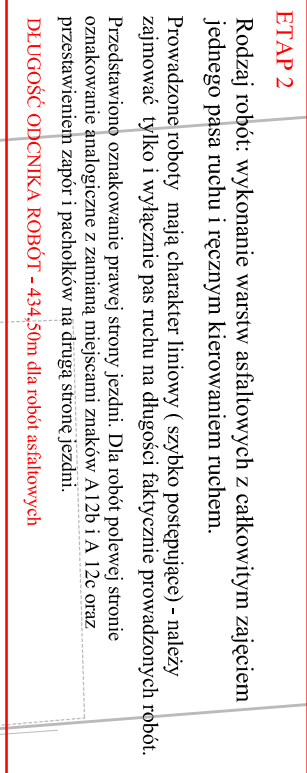 ETAP 2
Rodzaj robót: wykonanie warstw asfaltowych z całkowitym zajęciem
jednego pasa ruchu i ręcznym kierowaniem ruchem.
Prowadzone roboty mają charakter liniowy ( szybko postępujące) - należy
zajmować tylko i wyłącznie pas ruchu na długości faktycznie prowadzonych robót.
Przedstawiono oznakowanie prawej strony jezdni. Dla robót polewej stronie
oznakowanie analogiczne z zamianą miejscami znaków A12b i A 12c oraz
przestawieniem zapór i pachołków na drugą stronę jezdni.
DŁUGOŚĆ ODCNIKA ROBÓT - 434,50m dla robót asfaltowych